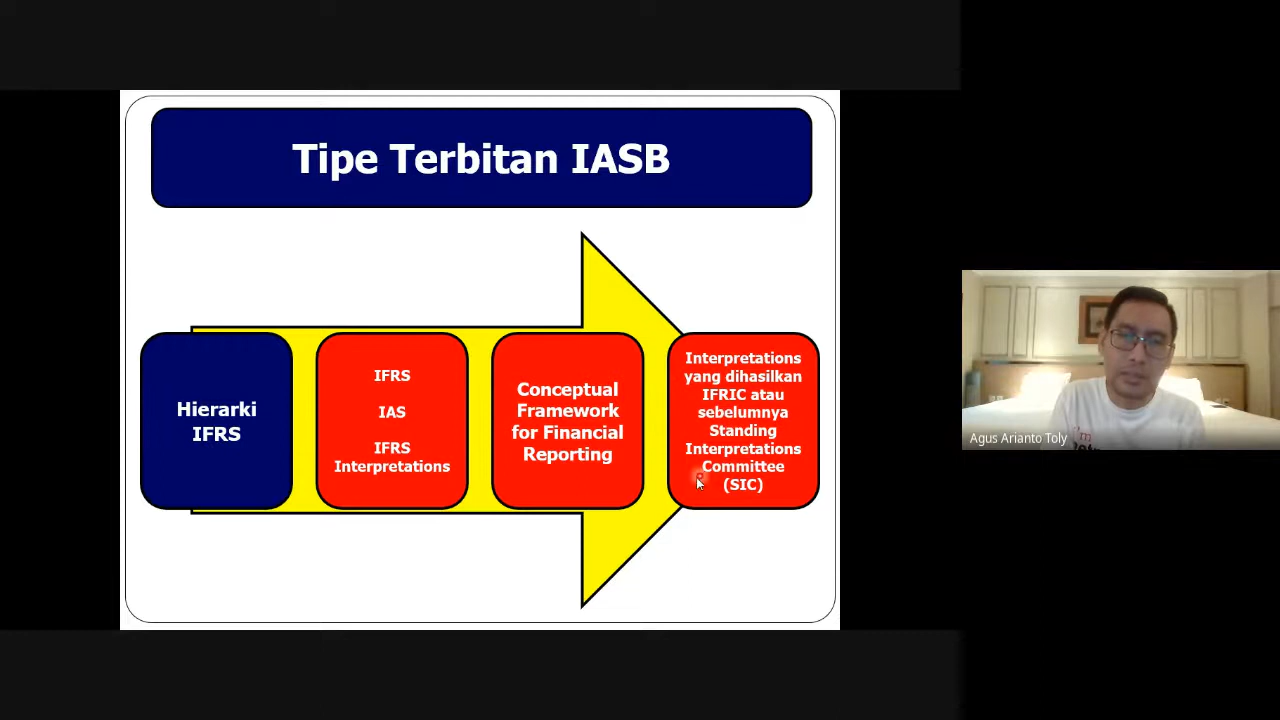 Tipe Terbitan IASB
Hierarki
IFRS
IFRS
IAS
IFRS
Interpretations
Conceptual
Framework
for Financial
Reporting
Interpretations
yang dihasilkan
IFRIC atau
sebelumnya
Standing
Interpretations
Committee
(SIC)
I'm
Agus Arianto Toly